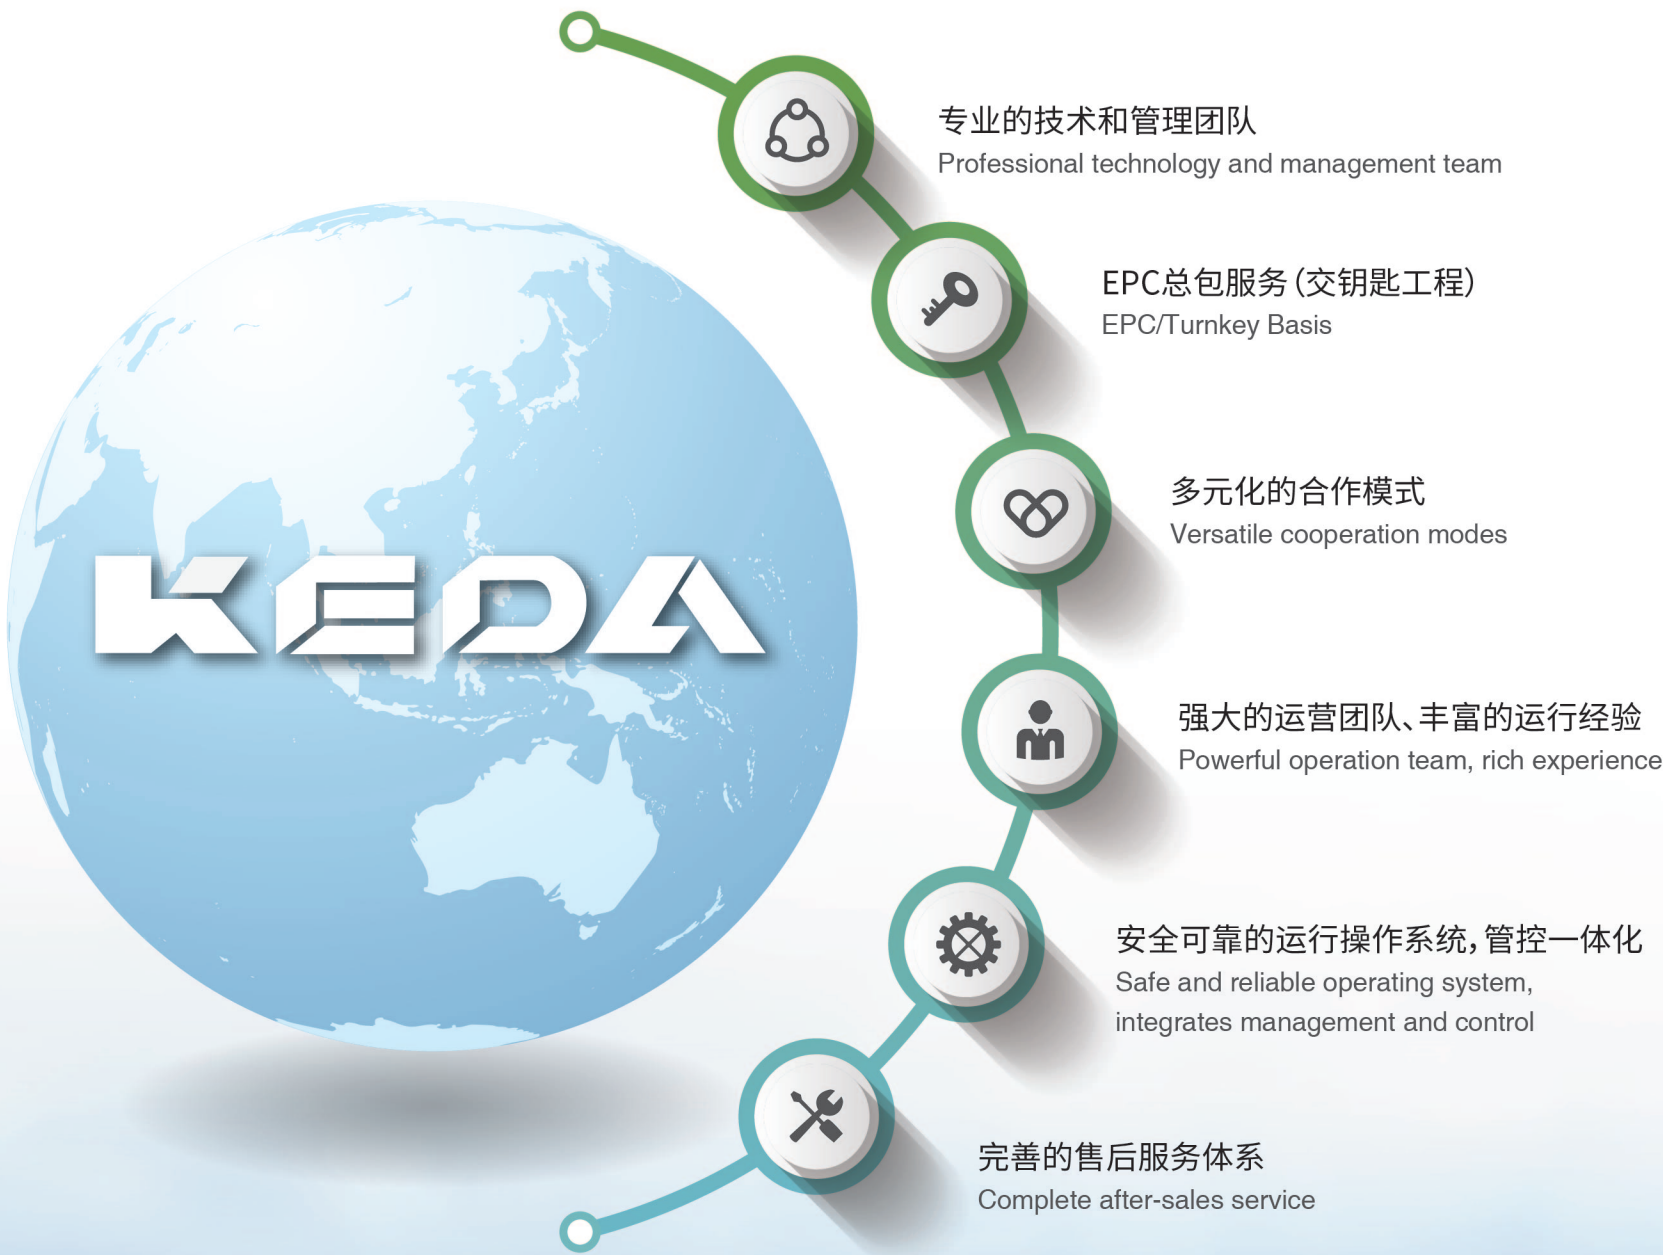 专业的技术和管理团队
Professional technology and management team
EPC总包服务(交钥匙工程)
EPC/Turnkey Basis
多元化的合作模式
Versatile cooperation modes
KEDA
强大的运营团队、丰富的运行经验
Powerful operation team, rich experience
安全可靠的运行操作系统,管控一体化
Safe and reliable operating system,
integrates management and control
完善的售后服务体系
Complete after-sales service